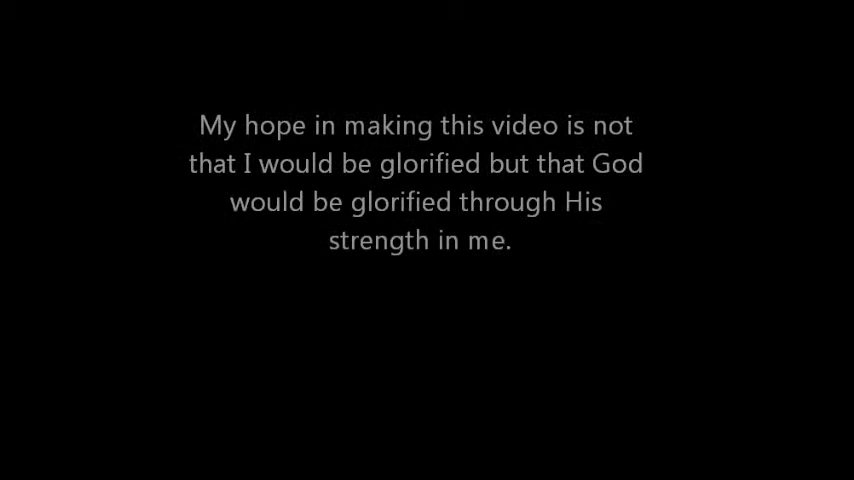 My hope in making this video is not
that I would be glorified but that God
would be glorified through His
strength in me.